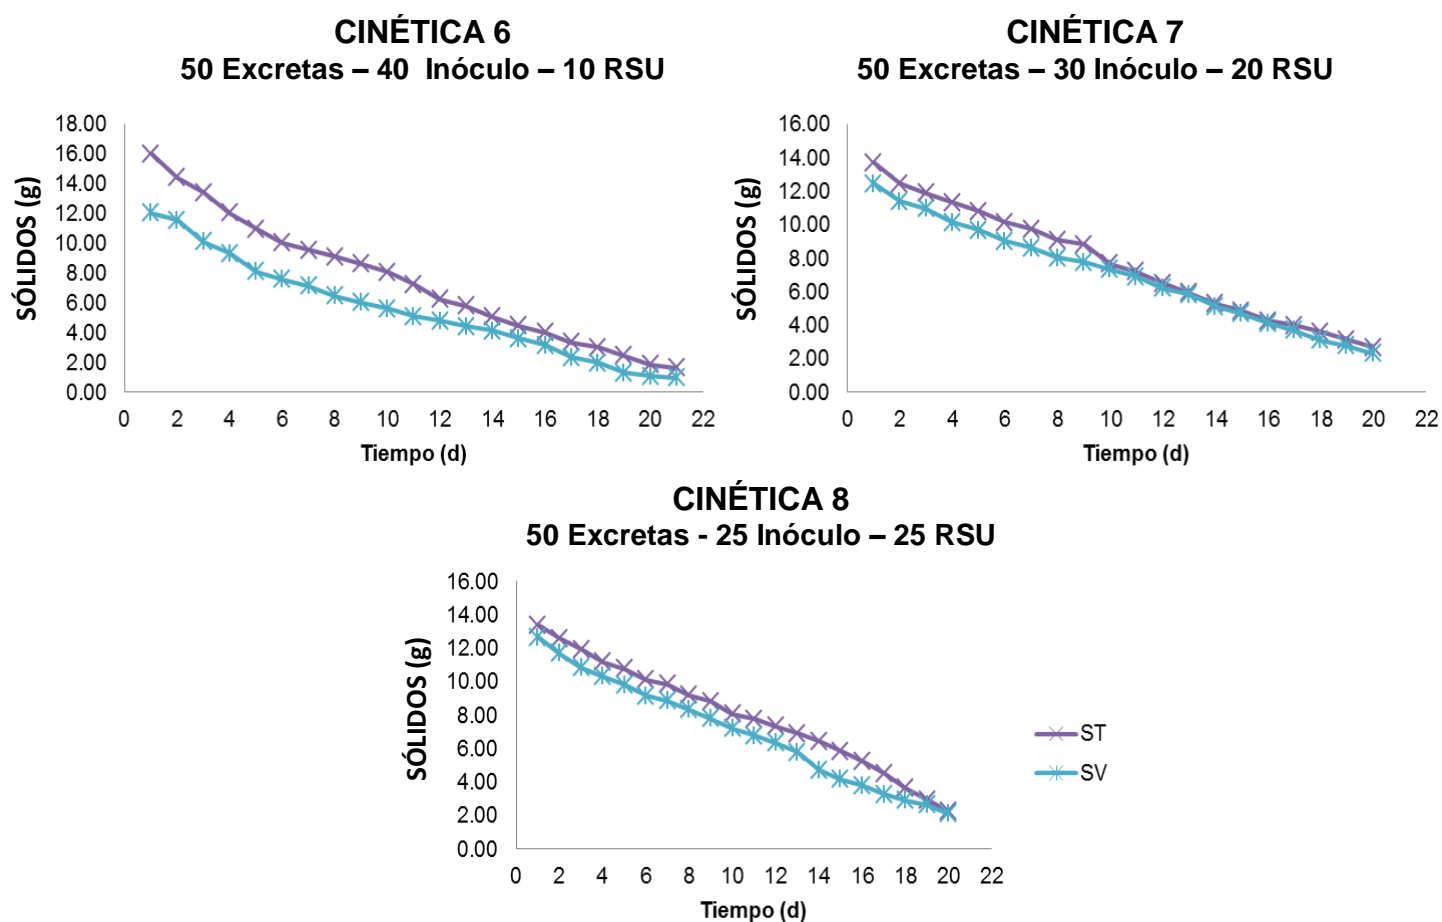 CINÉTICA 6
50 Excretas – 40 Inóculo – 10 RSU
18.00
16.00
14.00
12.00
10.00
8.00
6.00
4.00
2.00
0.00
SÓLIDOS (g)
0 2 4 6 8 10 12 14 16 18 20 22
Tiempo (d)
CINÉTICA 7
50 Excretas – 30 Inóculo – 20 RSU
16.00
14.00
12.00
10.00
8.00
6.00
4.00
2.00
0.00
SÓLIDOS (g)
0 2 4 6 8 10 12 14 16 18 20 22
Tiempo (d)
CINÉTICA 8
50 Excretas - 25 Inóculo – 25 RSU
16.00
14.00
12.00
10.00
8.00
6.00
4.00
2.00
0.00
SÓLIDOS (g)
0 2 4 6 8 10 12 14 16 18 20 22
Tiempo (d)
ST
SV